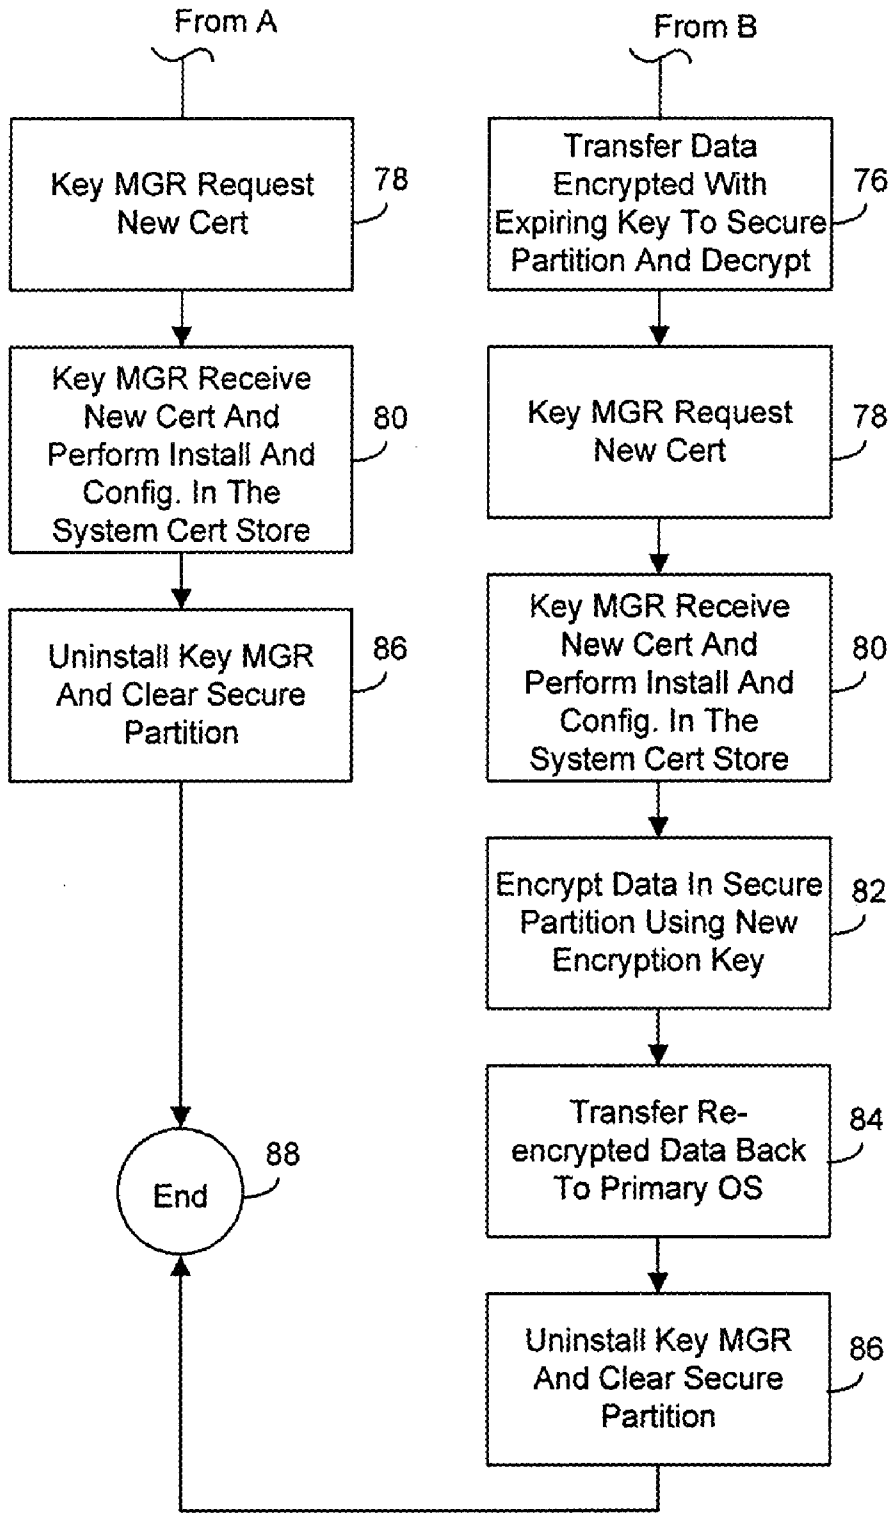 From A
Key MGR Request
New Cert
78
Key MGR Receive
New Cert And
Perform Install And
Config. In The
System Cert Store
80
Uninstall Key MGR
And Clear Secure
Partition
86
End
88
From B
Transfer Data
Encrypted With
Expiring Key To Secure
Partition And Decrypt
76
Key MGR Request
New Cert
78
Key MGR Receive
New Cert And
Perform Install And
Config. In The
System Cert Store
80
Encrypt Data In Secure
Partition Using New
Encryption Key
82
Transfer Re-
encrypted Data Back
To Primary OS
84
Uninstall Key MGR
And Clear Secure
Partition
86